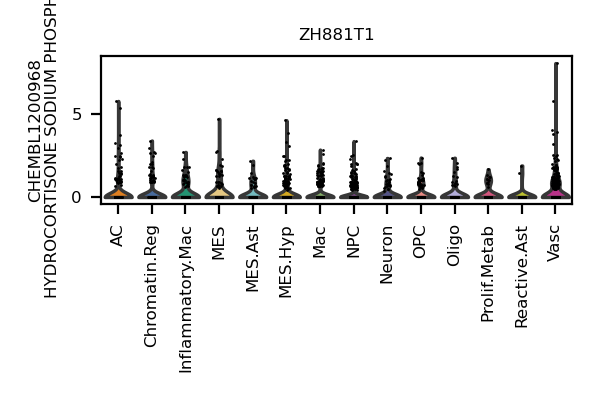 ZH881T1
CHEMBL1200968
HYDROCORTISONE SODIUM
5
0
AC
Chromatin.Reg
Inflammatory.Mac
MES
MES.Ast
MES.Hyp
Mac
NPC
Neuron
OPC
Oligo
Prolif.Metab
Reactive.Ast
Vasc